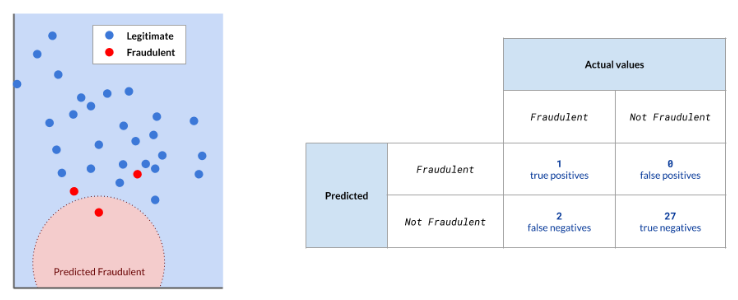 Legitimate
Fraudulent
Predicted Fraudulent
Actual values
Fraudulent
Not Fraudulent
Predicted
Fraudulent
1
true positives
0
false positives
Not Fraudulent
2
false negatives
27
true negatives